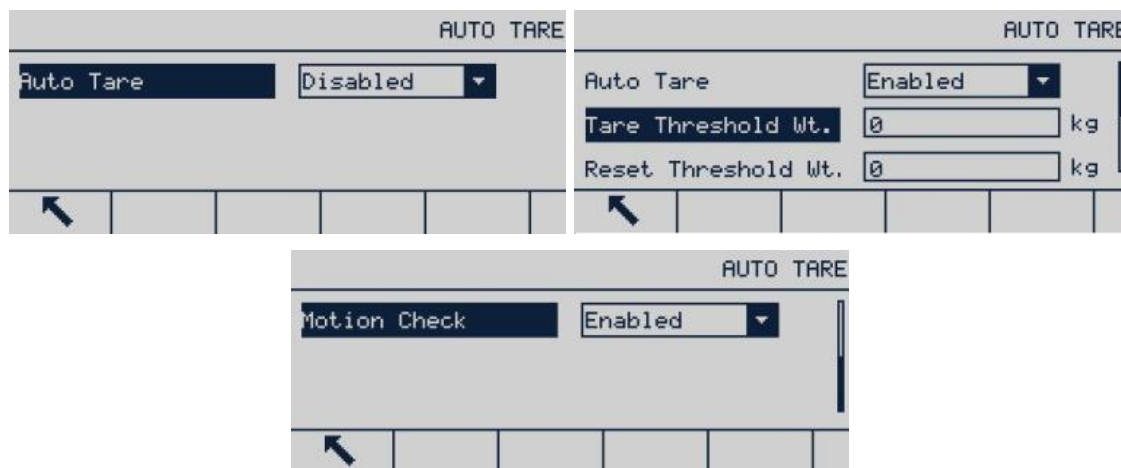 AUTO TARE
Auto Tare Disabled
AUTO TARE
Auto Tare Enabled
Tare Threshold Wt. 0 kg
Reset Threshold Wt. 0 kg
AUTO TARE
Motion Check Enabled